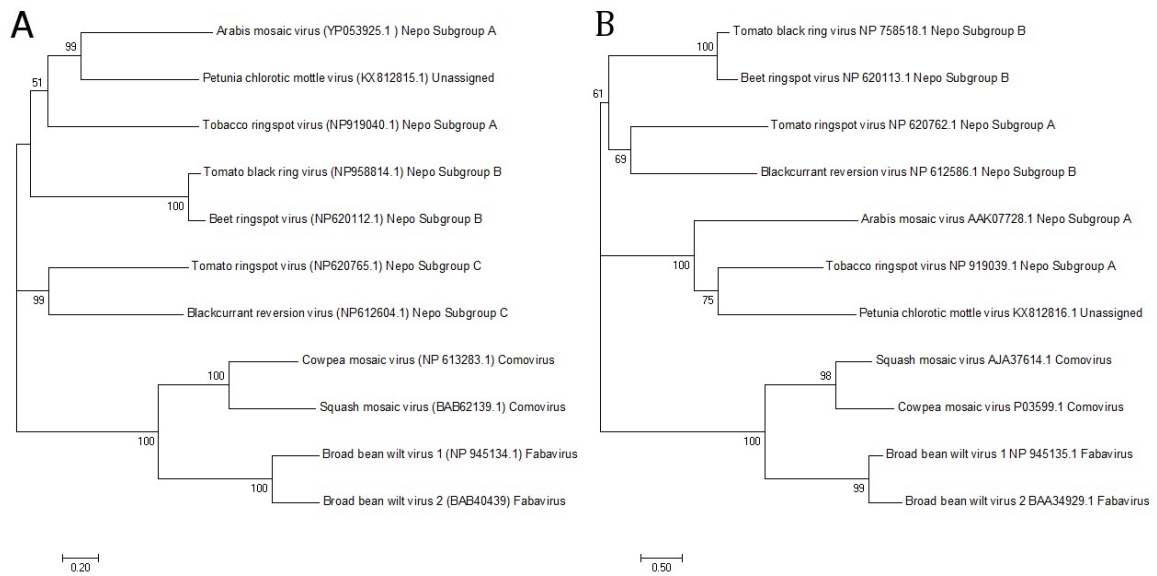 A
Arabis mosaic virus (YP053925.1 ) Nepo Subgroup A
99
Petunia chlorotic mottle virus (KX812815.1) Unassigned
51
Tobacco ringspot virus (NP919040.1) Nepo Subgroup A
Tomato black ring virus (NP958814.1) Nepo Subgroup B
100
Beet ringspot virus (NP620112.1) Nepo Subgroup B
Tomato ringspot virus (NP620765.1) Nepo Subgroup C
99
Blackcurrant reversion virus (NP612604.1) Nepo Subgroup C
Cowpea mosaic virus (NP 613283.1) Comovirus
100
Squash mosaic virus (BAB62139.1) Comovirus
100
Broad bean wilt virus 1 (NP 945134.1) Fabavirus
100
Broad bean wilt virus 2 (BAB40439) Fabavirus
0.20
B
Tomato black ring virus NP 758518.1 Nepo Subgroup B
100
Beet ringspot virus NP 620113.1 Nepo Subgroup B
61
Tomato ringspot virus NP 620762.1 Nepo Subgroup A
69
Blackcurrant reversion virus NP 612586.1 Nepo Subgroup B
Arabis mosaic virus AAK07728.1 Nepo Subgroup A
100
Tobacco ringspot virus NP 919039.1 Nepo Subgroup A
75
Petunia chlorotic mottle virus KX812816.1 Unassigned
Squash mosaic virus AJA37614.1 Comovirus
98
Cowpea mosaic virus P03599.1 Comovirus
100
Broad bean wilt virus 1 NP 945135.1 Fabavirus
99
Broad bean wilt virus 2 BAA34929.1 Fabavirus
0.50